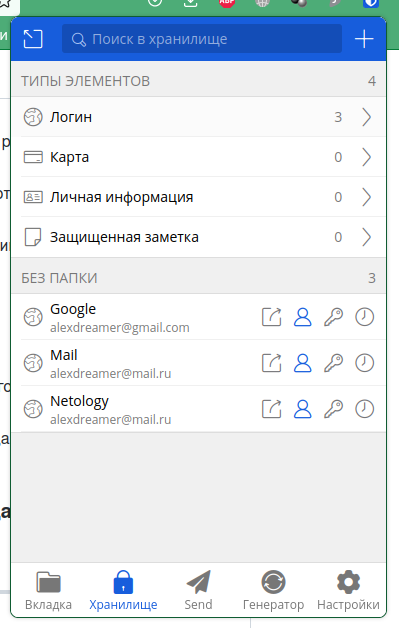 ABP
Поиск в хранилище
ТИПЫ ЭЛЕМЕНТОВ 4
Логин 3
Карта 0
Личная информация 0
Защищенная заметка 0
БЕЗ ПАПКИ 3
Google
alexdreamer@gmail.com
Mail
alexdreamer@mail.ru
Netology
alexdreamer@mail.ru
Вкладка Хранилище Send Генератор Настройки